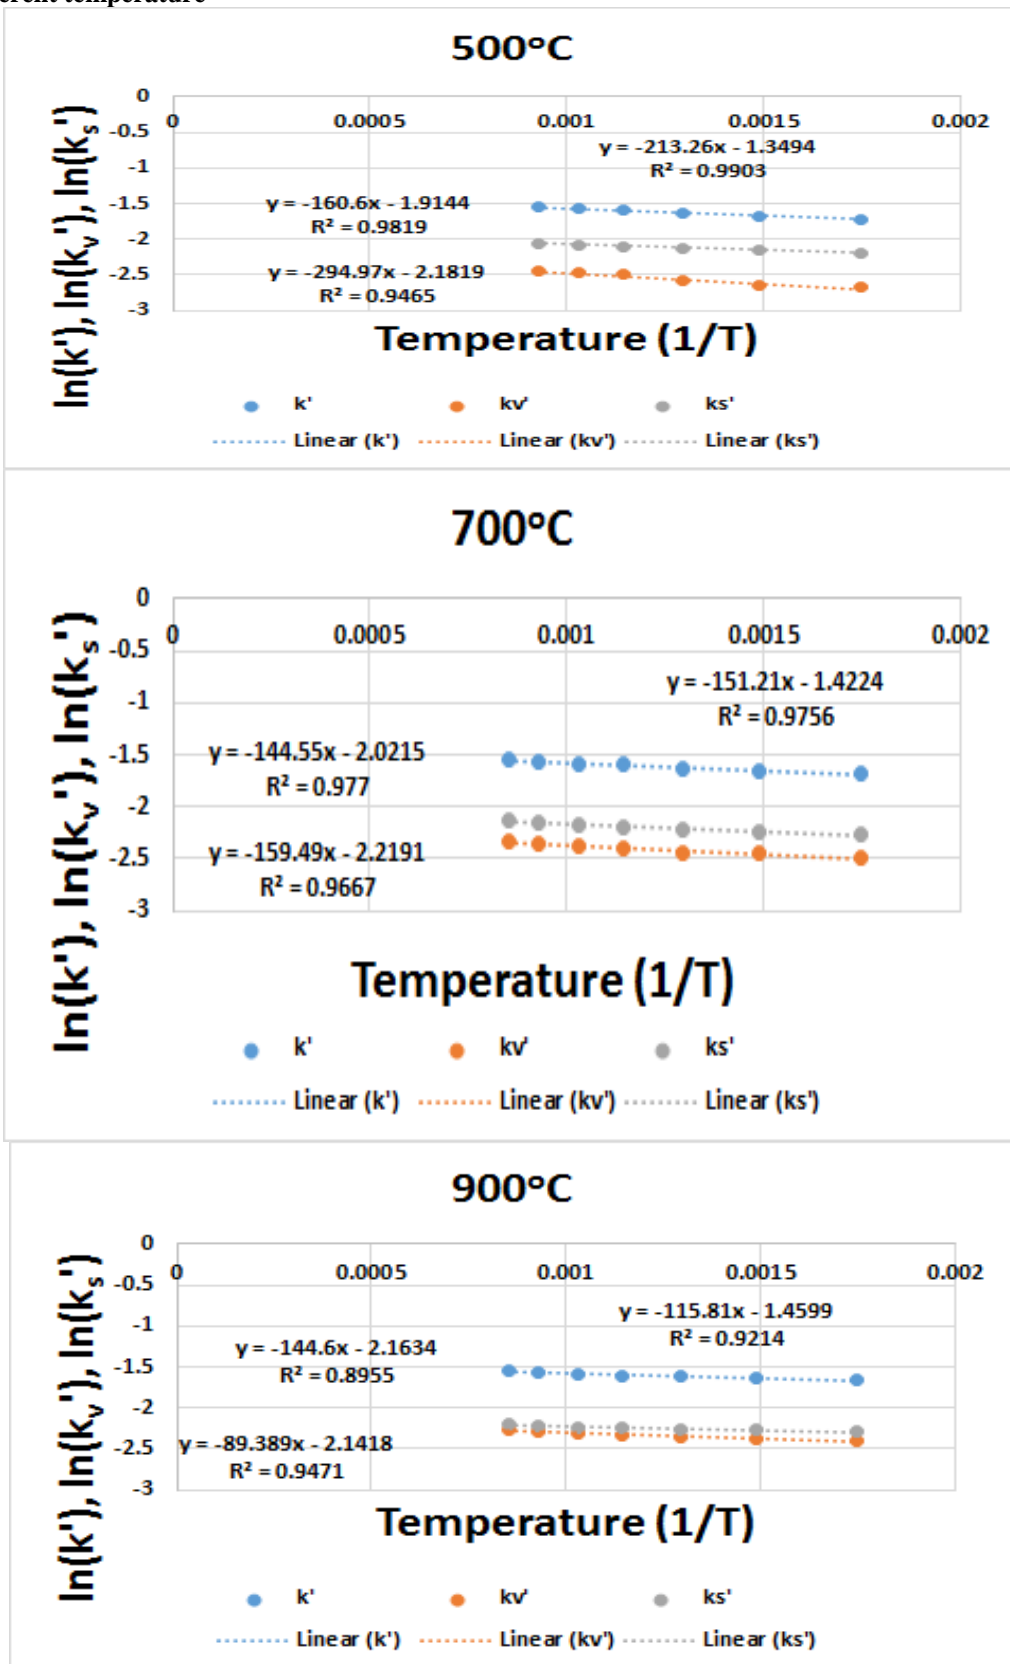 erent temperature
500°C
ln(k'), ln(kv'), ln(ks')
0
-0.5
-1
-1.5
-2
-2.5
-3
0 0.0005 0.001 0.0015 0.002
y = -213.26x - 1.3494
R² = 0.9903
y = -160.6x - 1.9144
R² = 0.9819
y = -294.97x - 2.1819
R² = 0.9465
Temperature (1/T)
k' kv' ks'
Linear (k') Linear (kv') Linear (ks')
700°C
ln(k'), ln(kv'), ln(ks')
0
-0.5
-1
-1.5
-2
-2.5
-3
0 0.0005 0.001 0.0015 0.002
y = -151.21x - 1.4224
R² = 0.9756
y = -144.55x - 2.0215
R² = 0.977
y = -159.49x - 2.2191
R² = 0.9667
Temperature (1/T)
k' kv' ks'
Linear (k') Linear (kv') Linear (ks')
900°C
ln(k'), ln(kv'), ln(ks')
0
-0.5
-1
-1.5
-2
-2.5
-3
0 0.0005 0.001 0.0015 0.002
y = -115.81x - 1.4599
R² = 0.9214
y = -144.6x - 2.1634
R² = 0.8955
y = -89.389x - 2.1418
R² = 0.9471
Temperature (1/T)
k' kv' ks'
Linear (k') Linear (kv') Linear (ks')